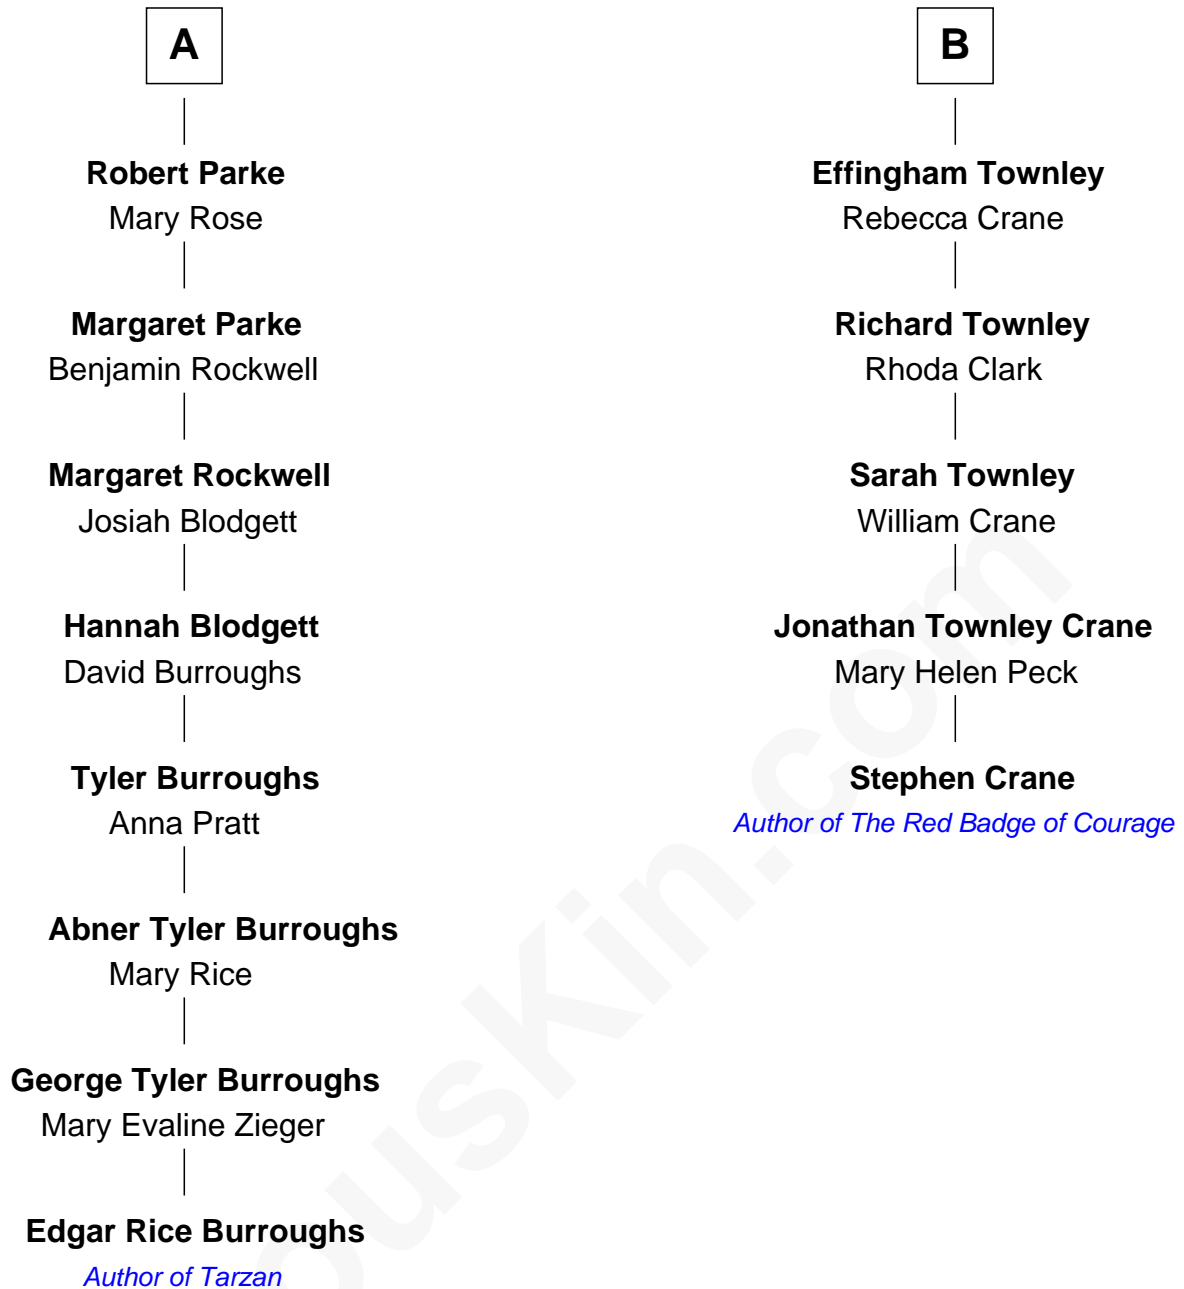 A
Robert Parke
Mary Rose
Margaret Parke
Benjamin Rockwell
Margaret Rockwell
Josiah Blodgett
Hannah Blodgett
David Burroughs
Tyler Burroughs
Anna Pratt
Abner Tyler Burroughs
Mary Rice
George Tyler Burroughs
Mary Evaline Zieger
Edgar Rice Burroughs
Author of Tarzan
B
Effingham Townley
Rebecca Crane
Richard Townley
Rhoda Clark
Sarah Townley
William Crane
Jonathan Townley Crane
Mary Helen Peck
Stephen Crane
Author of The Red Badge of Courage
ousKin.com